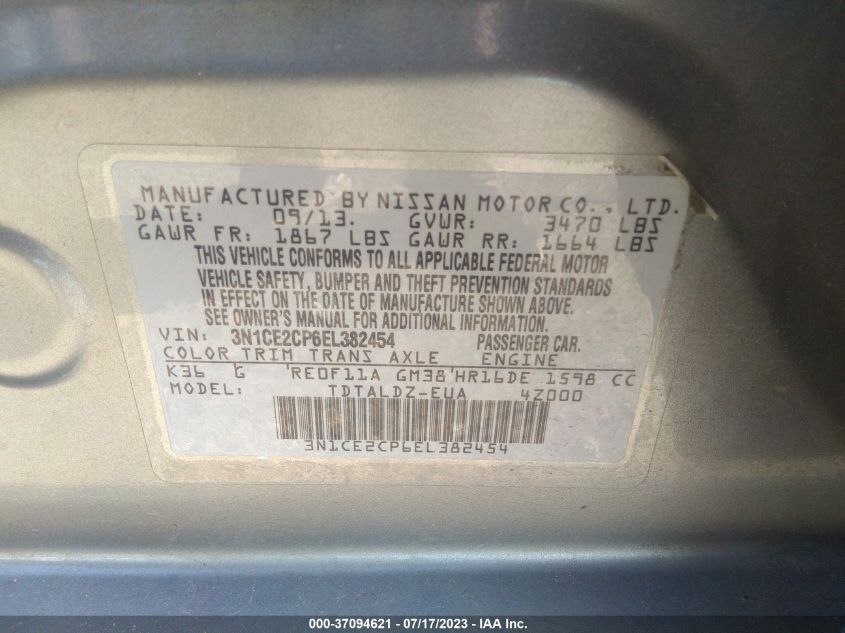 MANUFACTURED BY NISSAN MOTOR CO., LTD.
DATE: 09/13. GVWR: 3470 LBS
GAWR FR: 1867 LBS GAWR RR: 1664 LBS
THIS VEHICLE CONFORMS TO ALL APPLICABLE FEDERAL MOTOR
VEHICLE SAFETY, BUMPER AND THEFT PREVENTION STANDARDS
IN EFFECT ON THE DATE OF MANUFACTURE SHOWN ABOVE.
SEE OWNER'S MANUAL FOR ADDITIONAL INFORMATION.
VIN: 3N1CE2CP6EL382454 PASSENGER CAR.
COLOR TRIM TRANS AXLE ENGINE
K36 G RE0F11A GM38 HR16DE 1598 CC
MODEL: TDTALDZ-EUA 4Z000
3N1CE2CP6EL382454
000-37094621 - 07/17/2023 - IAA Inc.